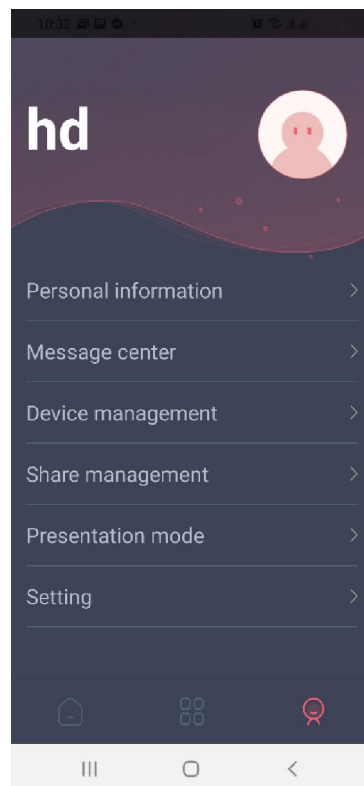 10:32
hd
Personal information
Message center
Device management
Share management
Presentation mode
Setting